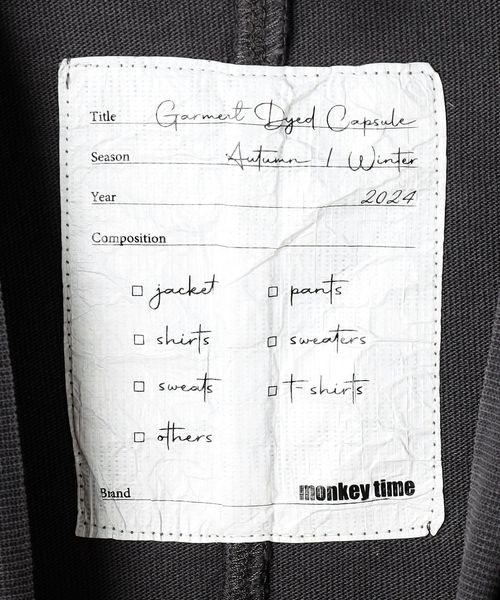 Title Garment Dyed Capsule
Season Autumn / Winter
Year 2024
Composition
□ jacket □ pants
□ shirts □ sweaters
□ sweats □ t-shirts
□ others
Brand monkey time